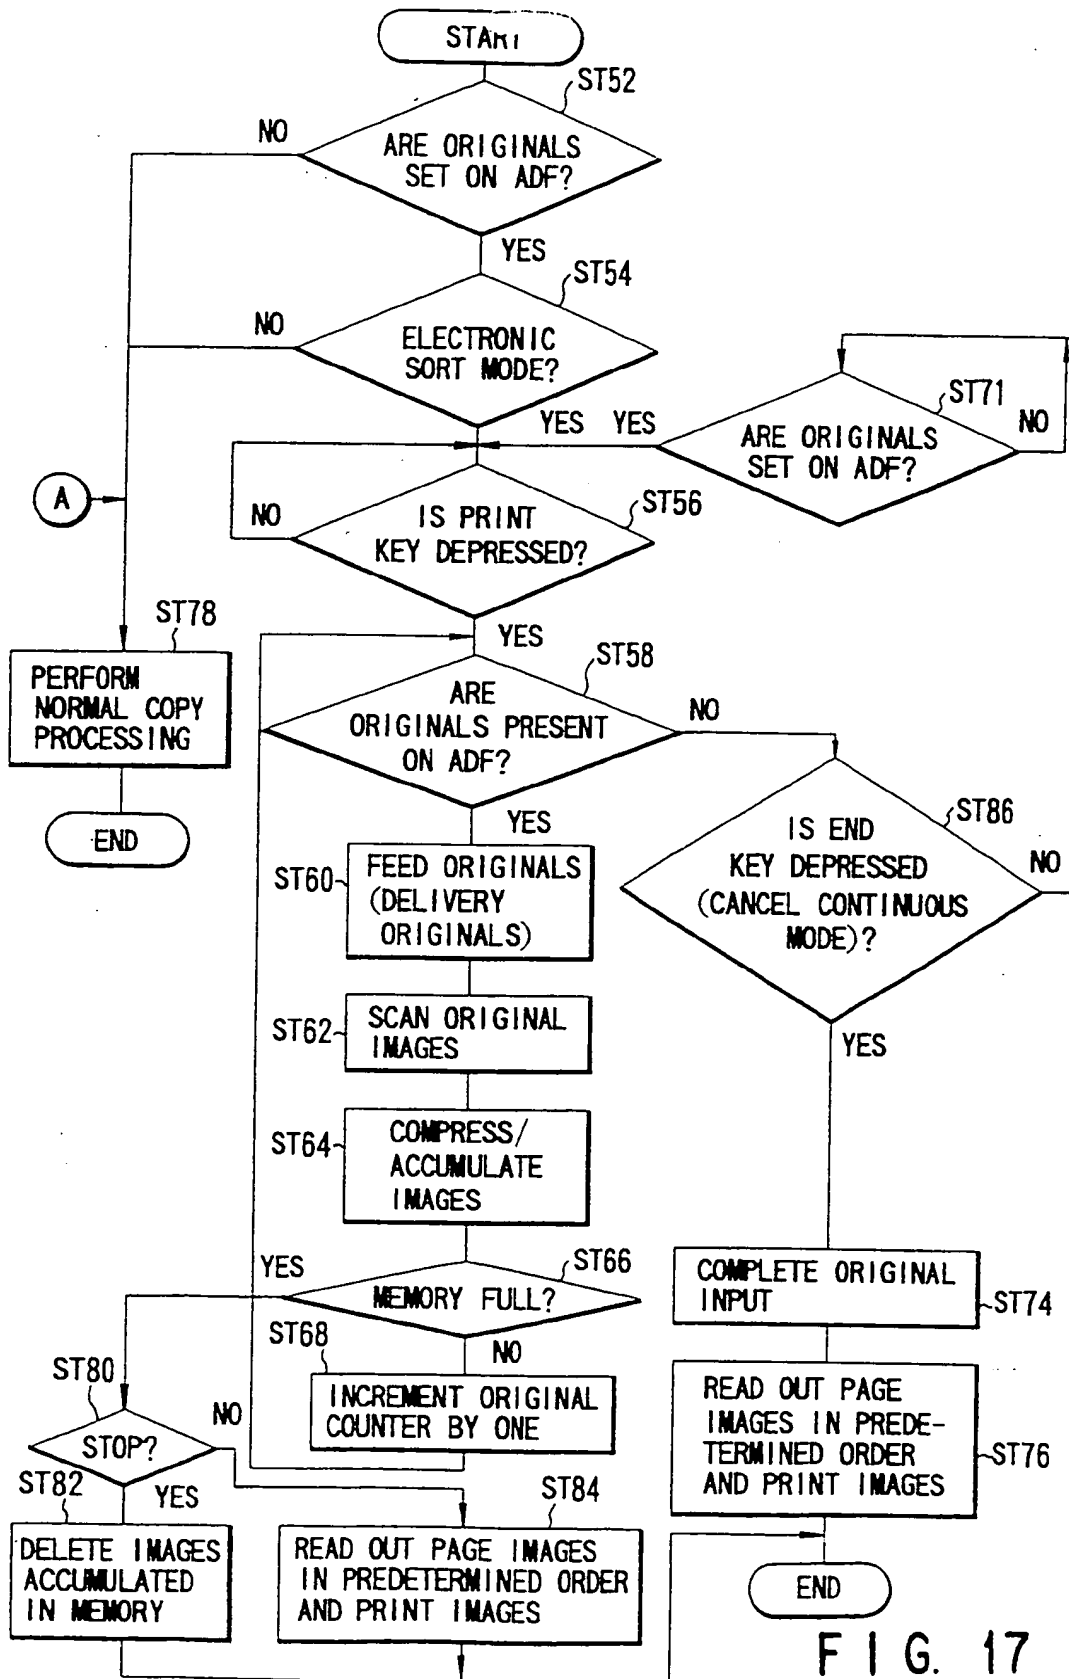 START
ST52
NO
ARE ORIGINALS
SET ON ADF?
YES
ST54
NO
ELECTRONIC
SORT MODE?
YES
YES
ST71
ARE ORIGINALS
SET ON ADF?
NO
A
NO
IS PRINT
KEY DEPRESSED?
ST56
YES
ST78
PERFORM
NORMAL COPY
PROCESSING
END
ST58
ARE
ORIGINALS PRESENT
ON ADF?
NO
YES
ST86
IS END
KEY DEPRESSED
(CANCEL CONTINUOUS
MODE)?
NO
YES
ST60
FEED ORIGINALS
(DELIVERY
ORIGINALS)
ST62
SCAN ORIGINAL
IMAGES
ST64
COMPRESS/
ACCUMULATE
IMAGES
YES
ST66
MEMORY FULL?
NO
ST68
INCREMENT ORIGINAL
COUNTER BY ONE
COMPLETE ORIGINAL
INPUT
ST74
READ OUT PAGE
IMAGES IN PREDE-
TERMINED ORDER
AND PRINT IMAGES
ST76
ST80
STOP?
NO
YES
ST82
DELETE IMAGES
ACCUMULATED
IN MEMORY
ST84
READ OUT PAGE IMAGES
IN PREDETERMINED ORDER
AND PRINT IMAGES
END
FIG. 17